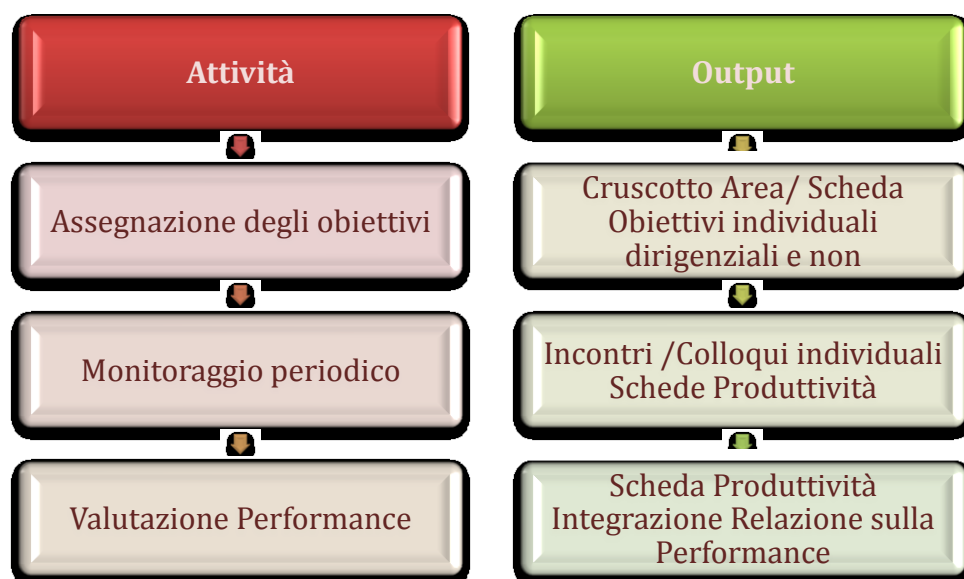 Attività
Output
Assegnazione degli obiettivi
Cruscotto Area/ Scheda
Obiettivi individuali
dirigenziali e non
Monitoraggio periodico
Incontri /Colloqui individuali
Schede Produttività
Valutazione Performance
Scheda Produttività
Integrazione Relazione sulla
Performance